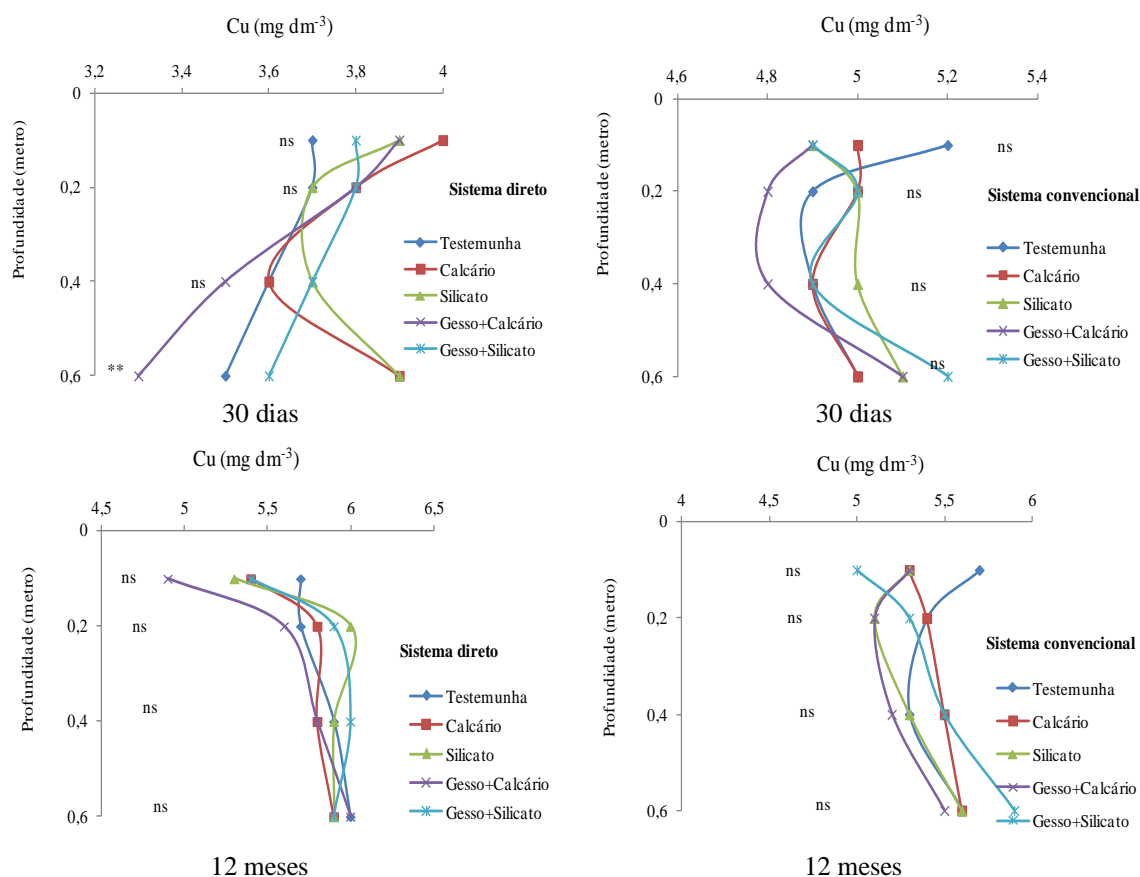 Cu (mg dm-3)
3,2 3,4 3,6 3,8 4
0
0,2
0,4
0,6
Profundidade (metro)
ns
ns
ns
**
Sistema direto
Testemunha
Calcário
Silicato
Gesso+Calcário
Gesso+Silicato
30 dias
Cu (mg dm-3)
4,6 4,8 5 5,2 5,4
0
0,2
0,4
0,6
Profundidade (metro)
ns
ns
ns
ns
Sistema convencional
Testemunha
Calcário
Silicato
Gesso+Calcário
Gesso+Silicato
30 dias
Cu (mg dm-3)
4,5 5 5,5 6 6,5
0
0,2
0,4
0,6
Profundidade (metro)
ns
ns
ns
ns
Sistema direto
Testemunha
Calcário
Silicato
Gesso+Calcário
Gesso+Silicato
12 meses
Cu (mg dm-3)
4 4,5 5 5,5 6
0
0,2
0,4
0,6
Profundidade (metro)
ns
ns
ns
ns
Sistema convencional
Testemunha
Calcário
Silicato
Gesso+Calcário
Gesso+Silicato
12 meses